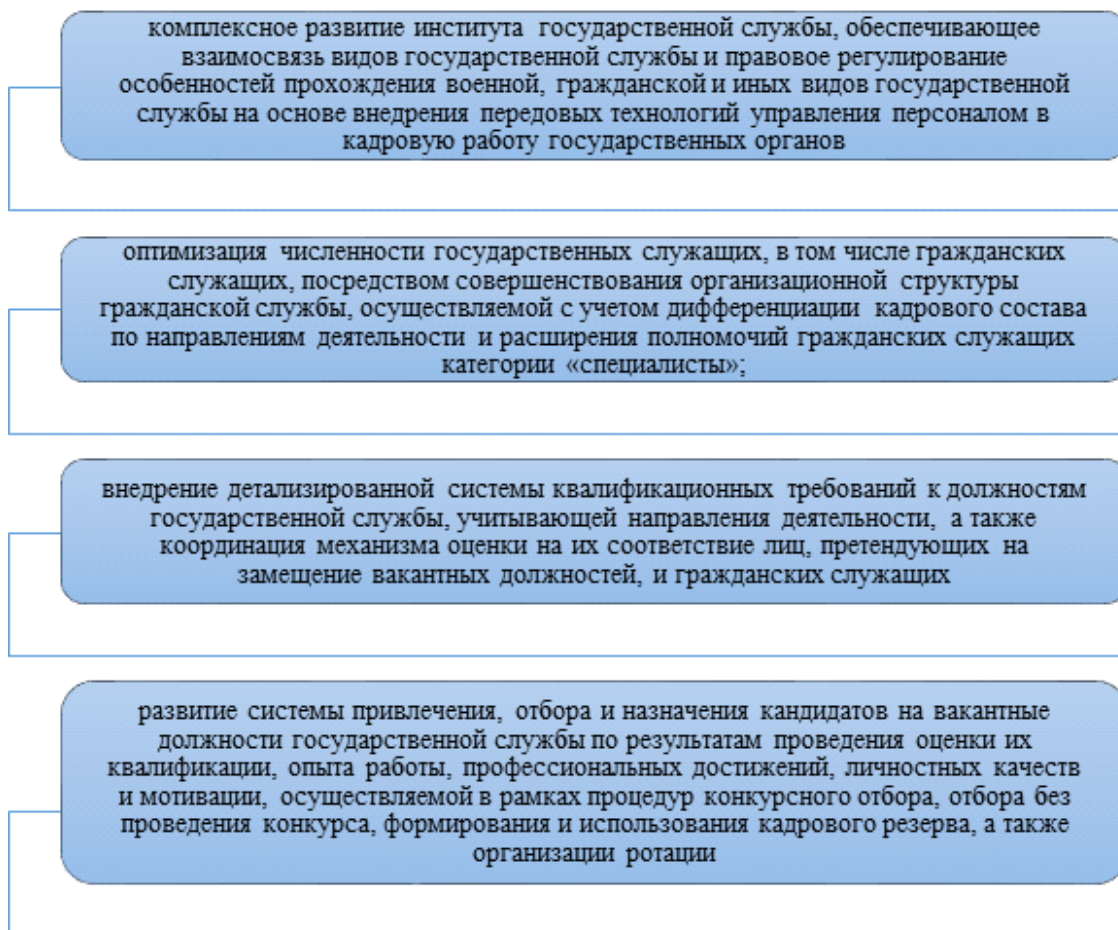 комплексное развитие института государственной службы, обеспечивающее
взаимосвязь видов государственной службы и правовое регулирование
особенностей прохождения военной, гражданской и иных видов государственной
службы на основе внедрения передовых технологий управления персоналом в
кадровую работу государственных органов
оптимизация численности государственных служащих, в том числе гражданских
служащих, посредством совершенствования организационной структуры
гражданской службы, осуществляемой с учетом дифференциации кадрового состава
по направлениям деятельности и расширения полномочий гражданских служащих
категории «специалисты»;
внедрение детализированной системы квалификационных требований к должностям
государственной службы, учитывающей направления деятельности, а также
координация механизма оценки на их соответствие лиц, претендующих на
замещение вакантных должностей, и гражданских служащих
развитие системы привлечения, отбора и назначения кандидатов на вакантные
должности государственной службы по результатам проведения оценки их
квалификации, опыта работы, профессиональных достижений, личностных качеств
и мотивации, осуществляемой в рамках процедур конкурсного отбора, отбора без
проведения конкурса, формирования и использования кадрового резерва, а также
организации ротации